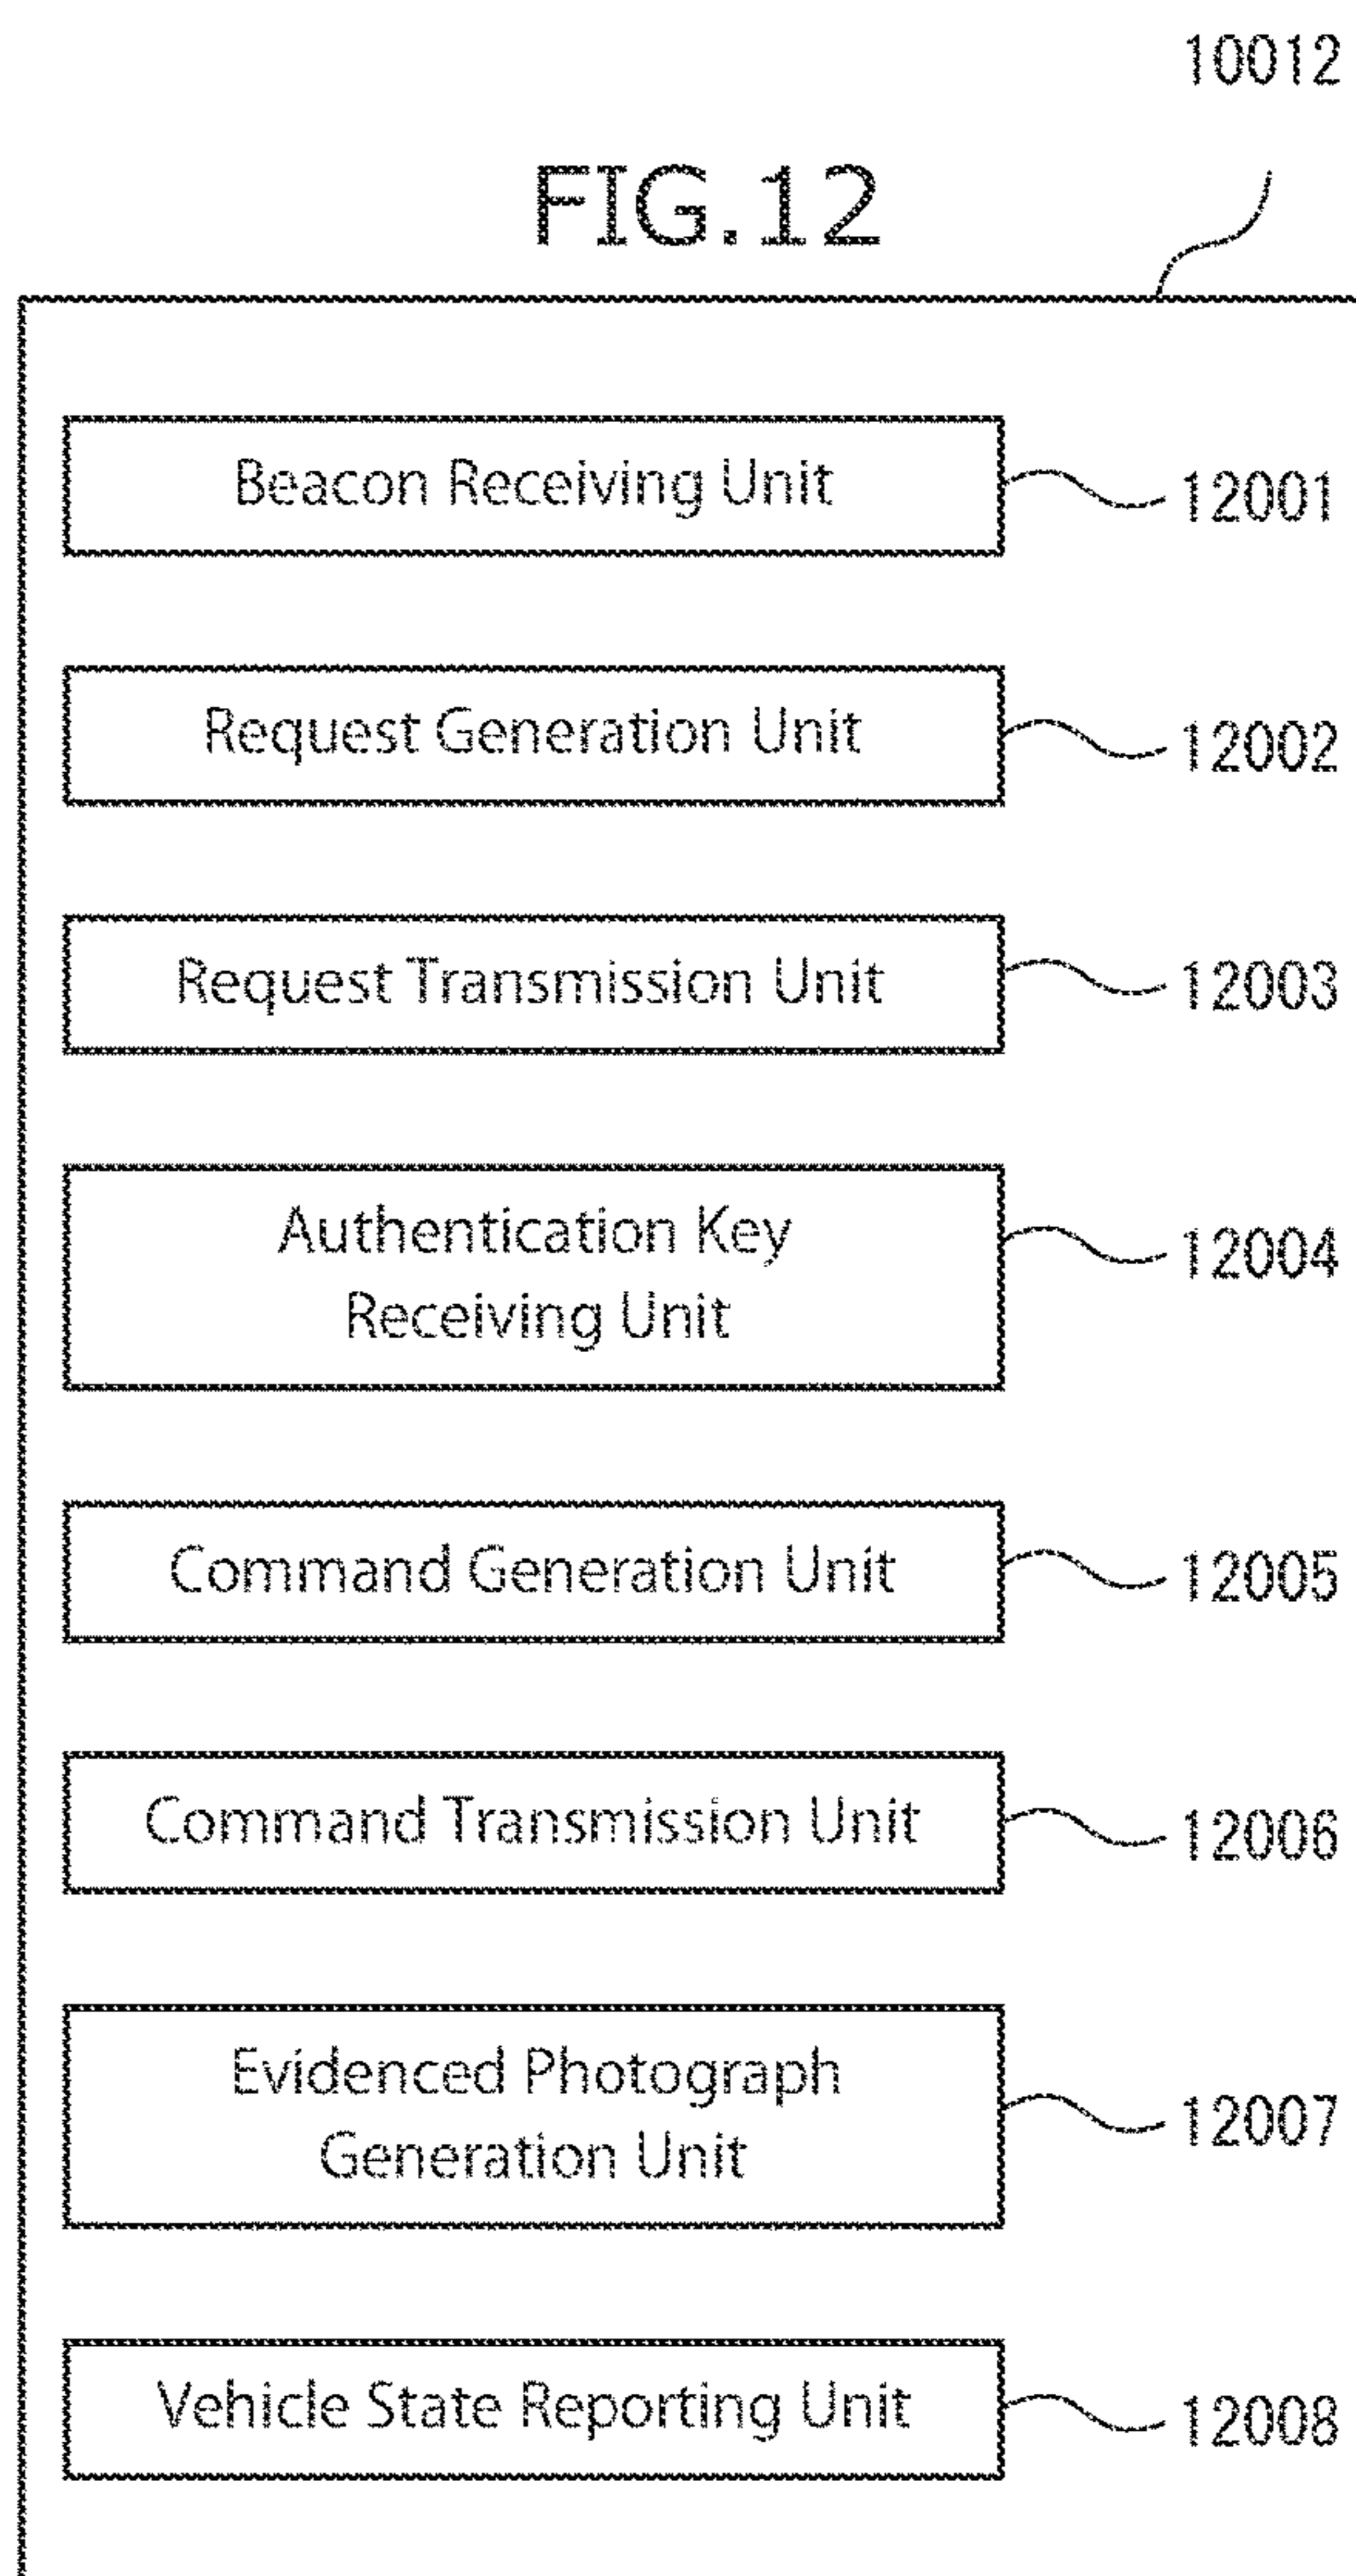 10012
FIG.12
Beacon Receiving Unit
12001
Request Generation Unit
12002
Request Transmission Unit
12003
Authentication Key
Receiving Unit
12004
Command Generation Unit
12005
Command Transmission Unit
12006
Evidenced Photograph
Generation Unit
12007
Vehicle State Reporting Unit
12008